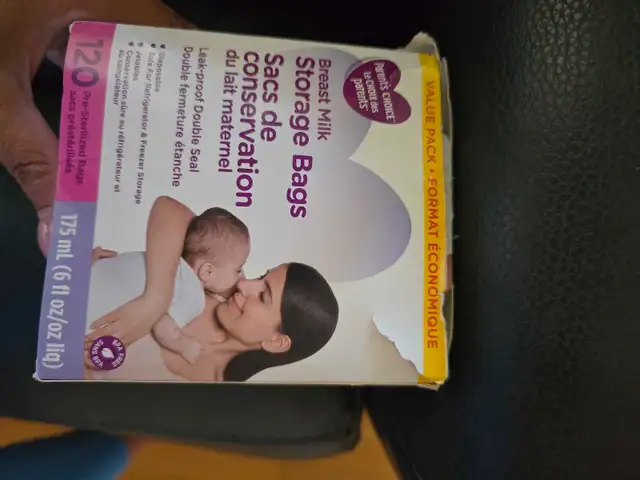 VALUE PACK • FORMAT ÉCONOMIQUE
Parent's CHOICE
Le CHOIX des
parents
Breast Milk
Storage Bags
Sacs de
conservation
du lait maternel
Leak-proof Double Seal
Double fermeture étanche
Disposable
Safe For Refrigerator & Freezer Storage
Jetables
Conservation sûre au réfrigérateur et
au congélateur
120 Pre-Sterilized Bags
sacs préstérilisés
175 mL (6 fl oz/oz liq)
BPA FREE